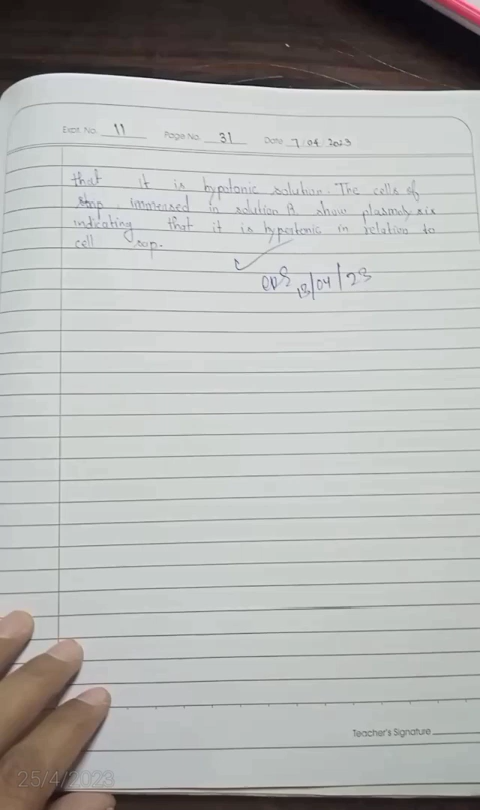 Expt. No. 11 Page No. 31 Date 7/04/2023
that it is hypotonic solution. The cells of
immersed in solution A show plasmoly six
indicating that it is hypertonic in relation to
cell sap.
13/04/23
Teacher's Signature
25/4/2023